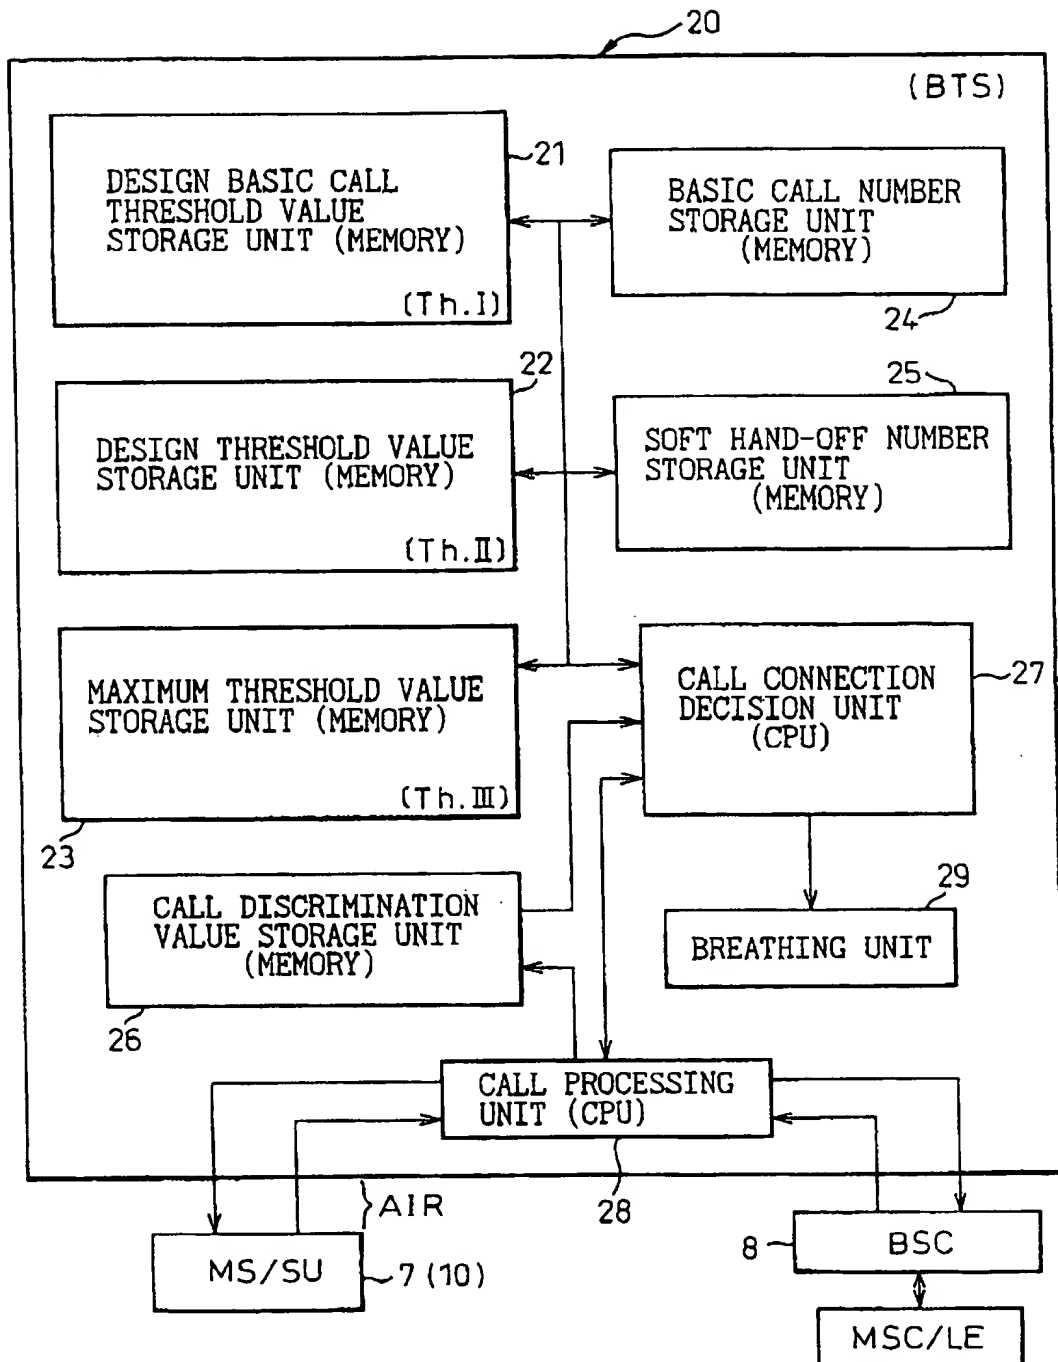 20
(BTS)
21
DESIGN BASIC CALL
THRESHOLD VALUE
STORAGE UNIT (MEMORY)
(Th.I)
BASIC CALL NUMBER
STORAGE UNIT
(MEMORY)
24
22
DESIGN THRESHOLD VALUE
STORAGE UNIT (MEMORY)
(Th.II)
25
SOFT HAND-OFF NUMBER
STORAGE UNIT
(MEMORY)
MAXIMUM THRESHOLD VALUE
STORAGE UNIT (MEMORY)
(Th.III)
23
CALL CONNECTION
DECISION UNIT
(CPU)
27
CALL DISCRIMINATION
VALUE STORAGE UNIT
(MEMORY)
26
29
BREATHING UNIT
CALL PROCESSING
UNIT (CPU)
28
AIR
MS/SU
7 (10)
8
BSC
MSC/LE